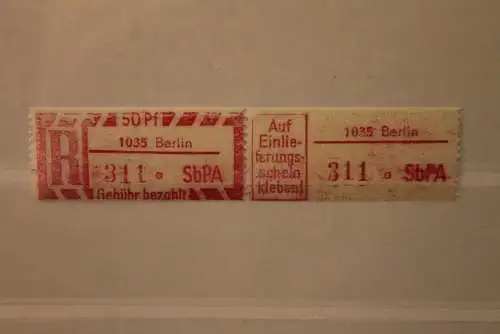 50 Pf
R
1035 Berlin
311 a SbPA
Gebühr bezahlt
Auf
Einlie-
ferungs-
schein
kleben!
1035 Berlin
311 a SbPA